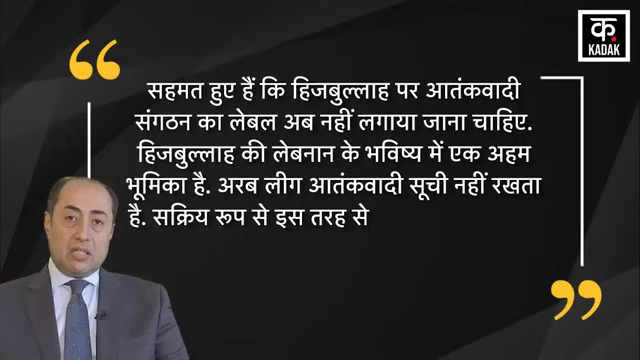 क.
KADAK
सहमत हुए हैं कि हिजबुल्लाह पर आतंकवादी
संगठन का लेबल अब नहीं लगाया जाना चाहिए.
हिजबुल्लाह की लेबनान के भविष्य में एक अहम
भूमिका है. अरब लीग आतंकवादी सूची नहीं रखता
है. सक्रिय रूप से इस तरह से